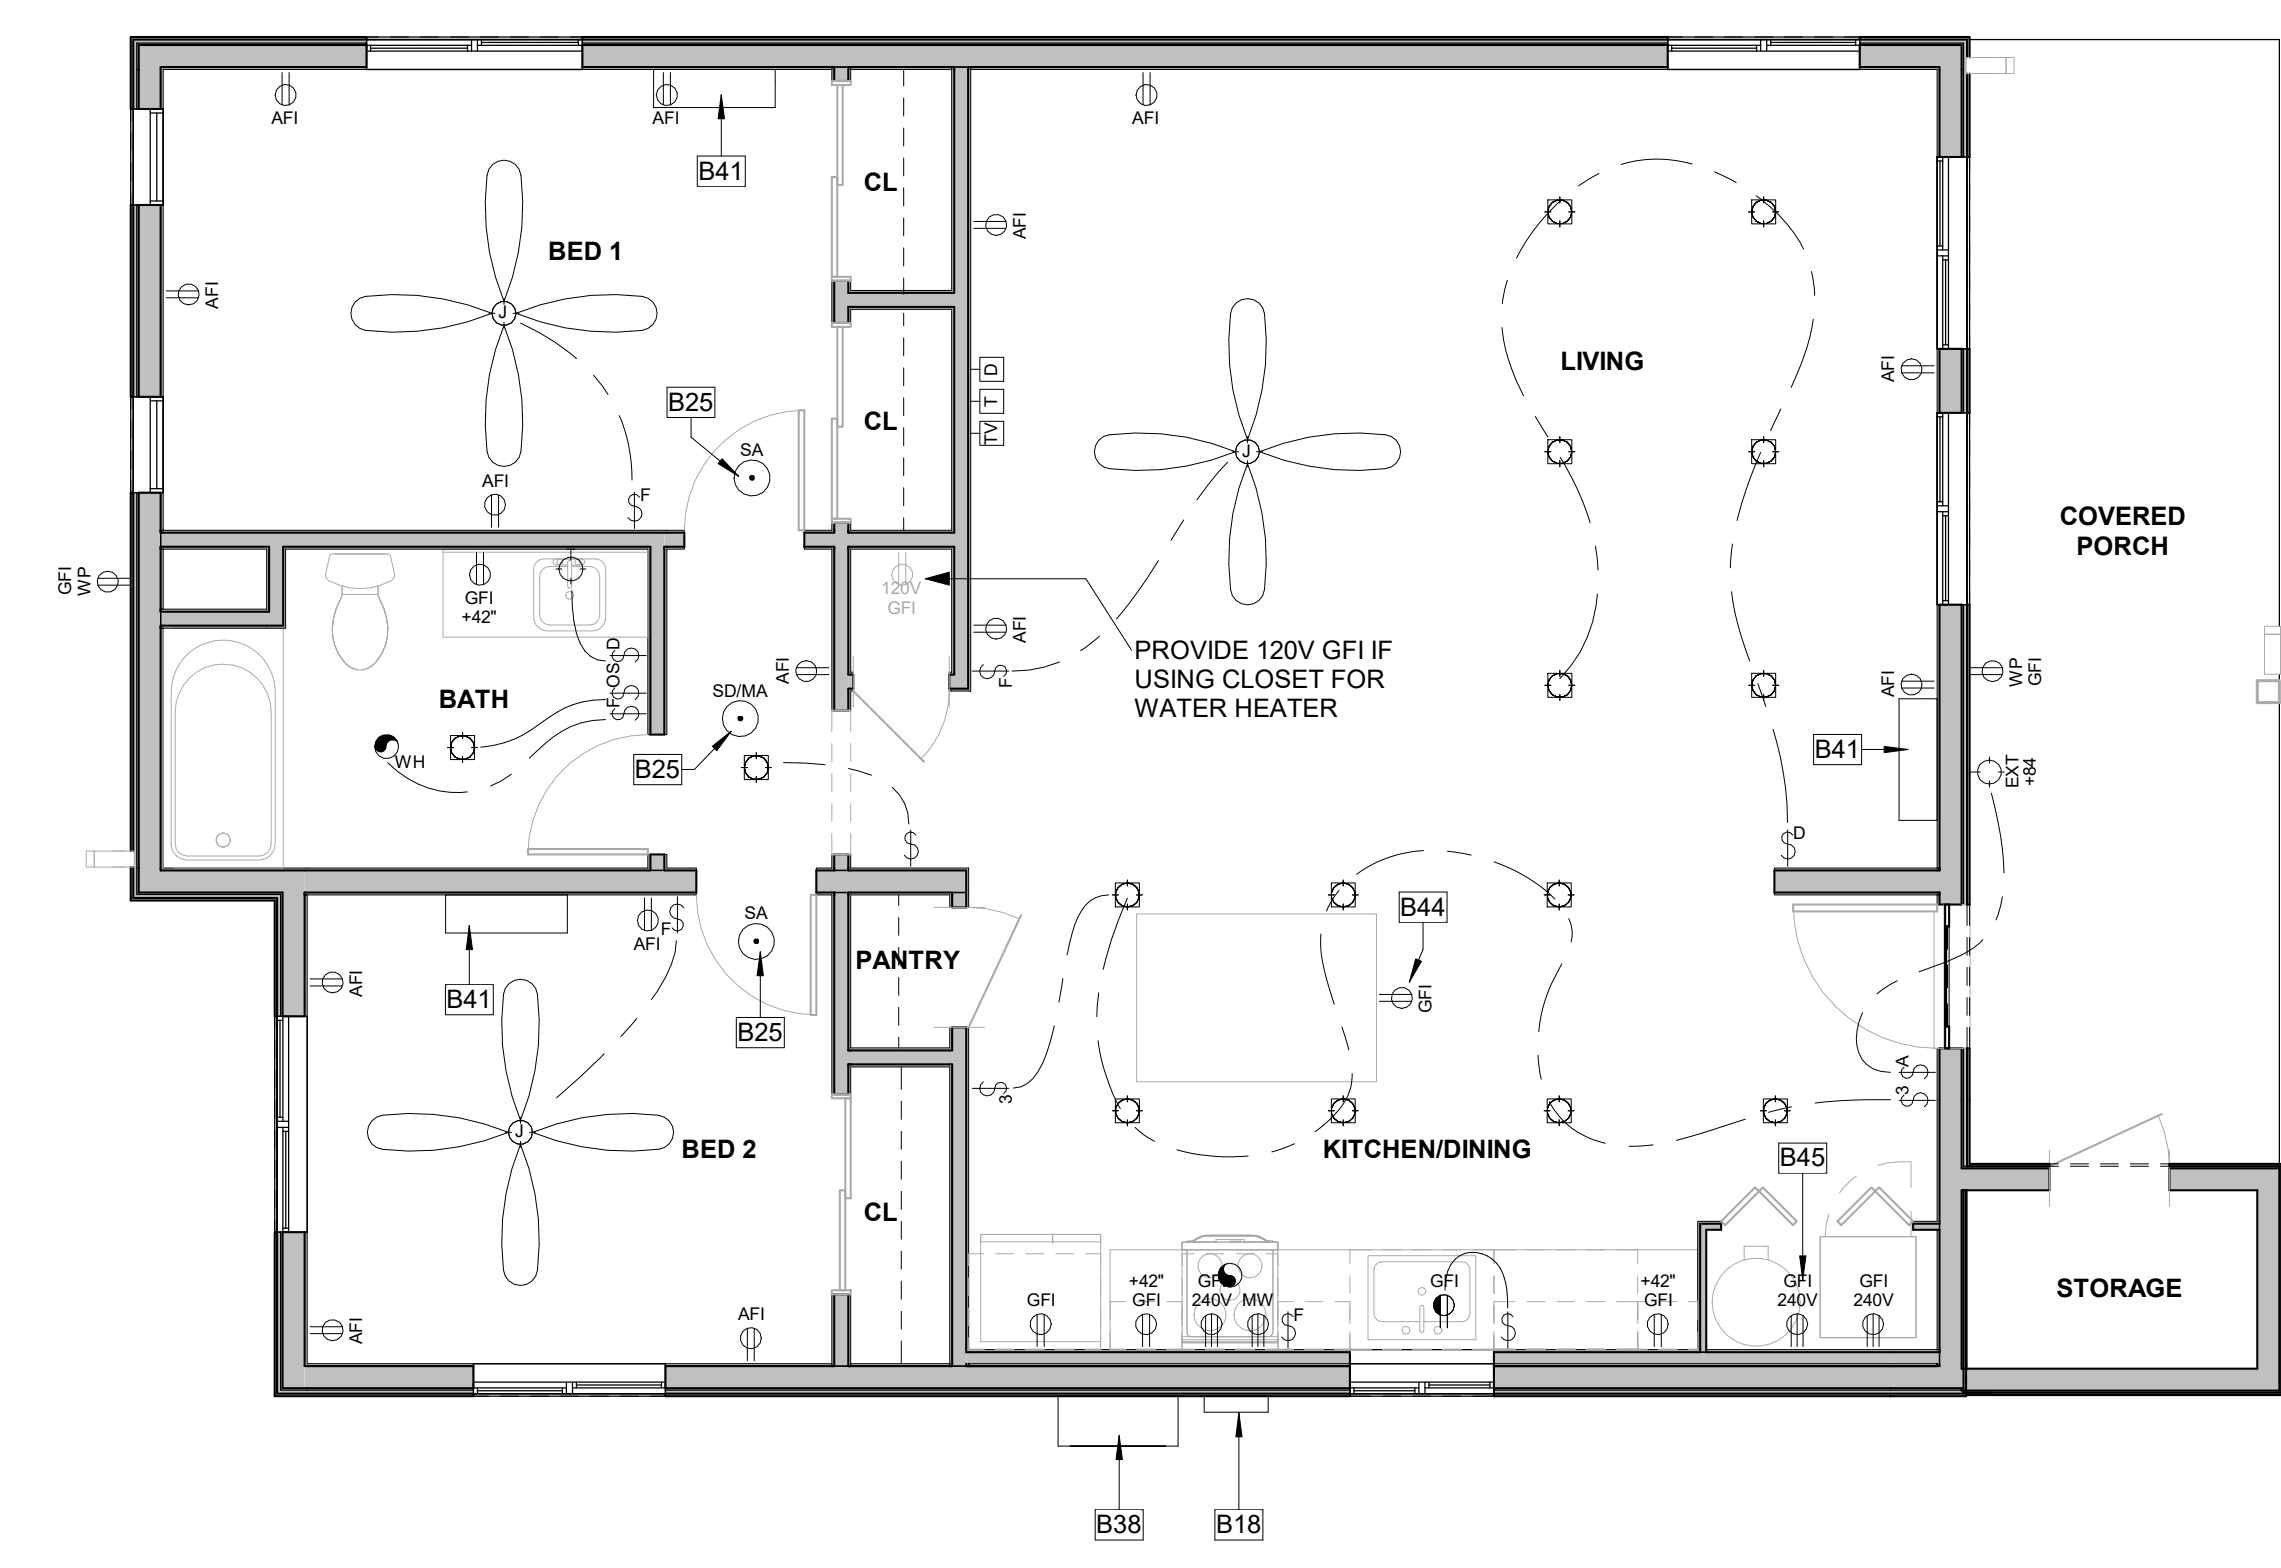 AFI
AFI
AFI
B41
CL
AFI
BED 1
AFI
J
LIVING
D
T
TV
AFI
B25
CL
SA
J
AFI
F
COVERED
PORCH
GFI
WP
GFI
+42"
120V
GFI
AFI
F
PROVIDE 120V GFI IF
USING CLOSET FOR
WATER HEATER
D
OS
F
BATH
AFI
SD/MA
WH
B25
AFI
WP
GFI
B41
EXT
+84
D
AFI
F
SA
B41
B25
AFI
PANTRY
B44
GFI
3
A
3
J
BED 2
KITCHEN/DINING
B45
CL
AFI
AFI
GFI
+42"
GFI
GFI
240V
MW
F
GFI
+42"
GFI
GFI
240V
GFI
240V
STORAGE
B38
B18